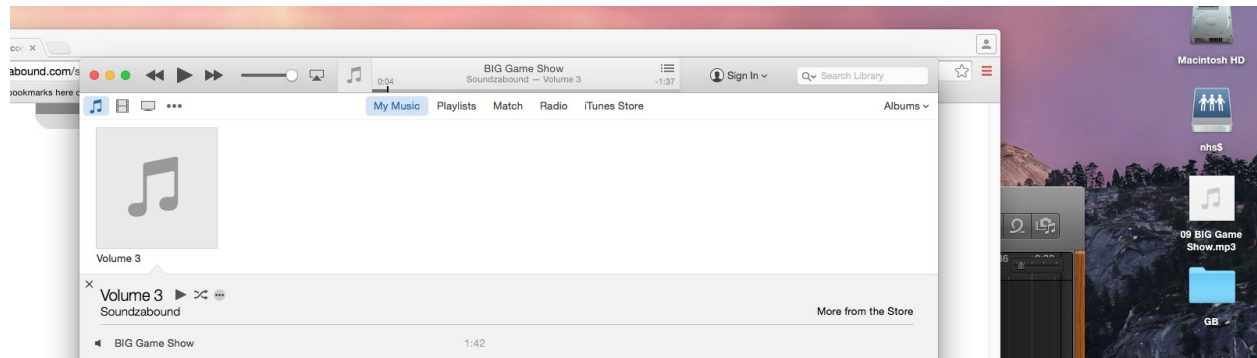 con ×
Macintosh HD
abound.com/s
BIG Game Show
Soundzabound — Volume 3
0:04
-1:37
Sign In
Search Library
bookmarks here
My Music Playlists Match Radio iTunes Store
Albums
nhs$
09 BIG Game
Show.mp3
Volume 3
Volume 3
Soundzabound
More from the Store
BIG Game Show 1:42
GB